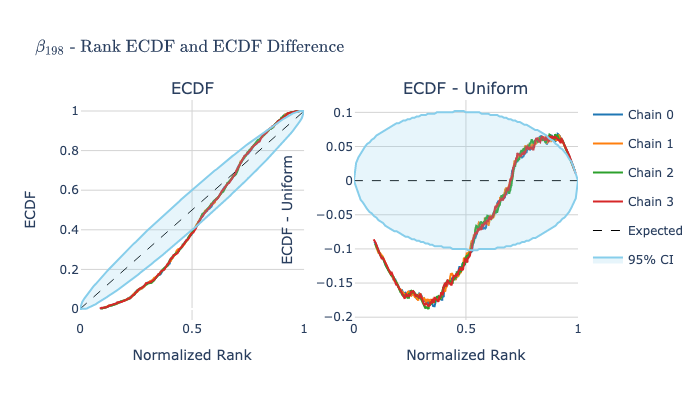 β198 - Rank ECDF and ECDF Difference
ECDF
ECDF - Uniform
1
0.8
0.6
0.4
0.2
0
0
0.5
1
ECDF
Normalized Rank
0.1
0.05
0
−0.05
−0.1
−0.15
−0.2
0
0.5
1
ECDF - Uniform
Normalized Rank
Chain 0
Chain 1
Chain 2
Chain 3
Expected
95% CI